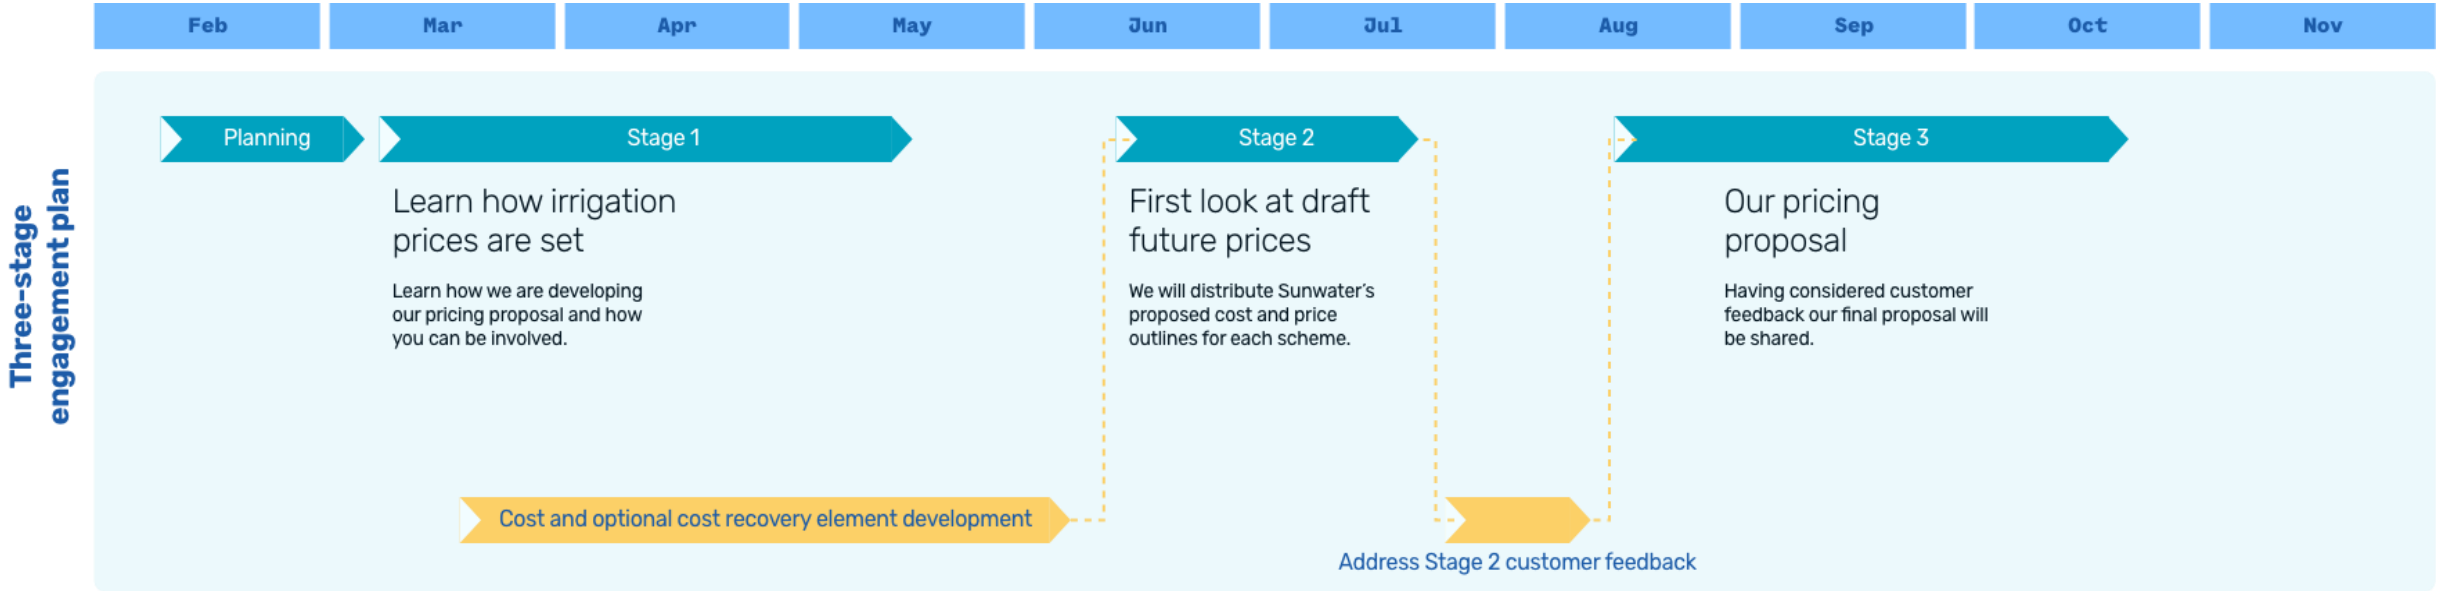 Feb
Mar
Apr
May
Jun
Jul
Aug
Sep
Oct
Nov
Three-stage
engagement plan
Planning
Stage 1
Learn how irrigation
prices are set
Learn how we are developing
our pricing proposal and how
you can be involved.
Stage 2
First look at draft
future prices
We will distribute Sunwater's
proposed cost and price
outlines for each scheme.
Stage 3
Our pricing
proposal
Having considered customer
feedback our final proposal will
be shared.
Cost and optional cost recovery element development
Address Stage 2 customer feedback